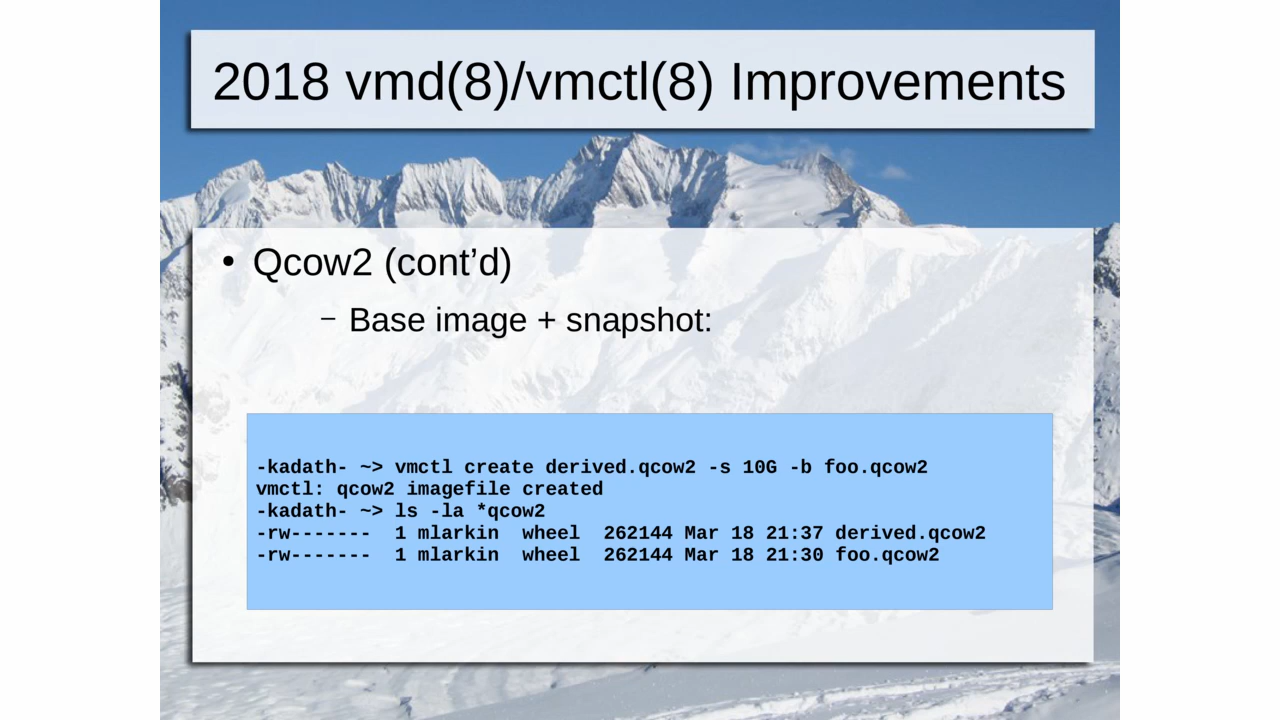 2018 vmd(8)/vmctl(8) Improvements
• Qcow2 (cont’d)
– Base image + snapshot:
-kadath- ~> vmctl create derived.qcow2 -s 10G -b foo.qcow2
vmctl: qcow2 imagefile created
-kadath- ~> ls -la *qcow2
-rw-------  1 mlarkin  wheel  262144 Mar 18 21:37 derived.qcow2
-rw-------  1 mlarkin  wheel  262144 Mar 18 21:30 foo.qcow2